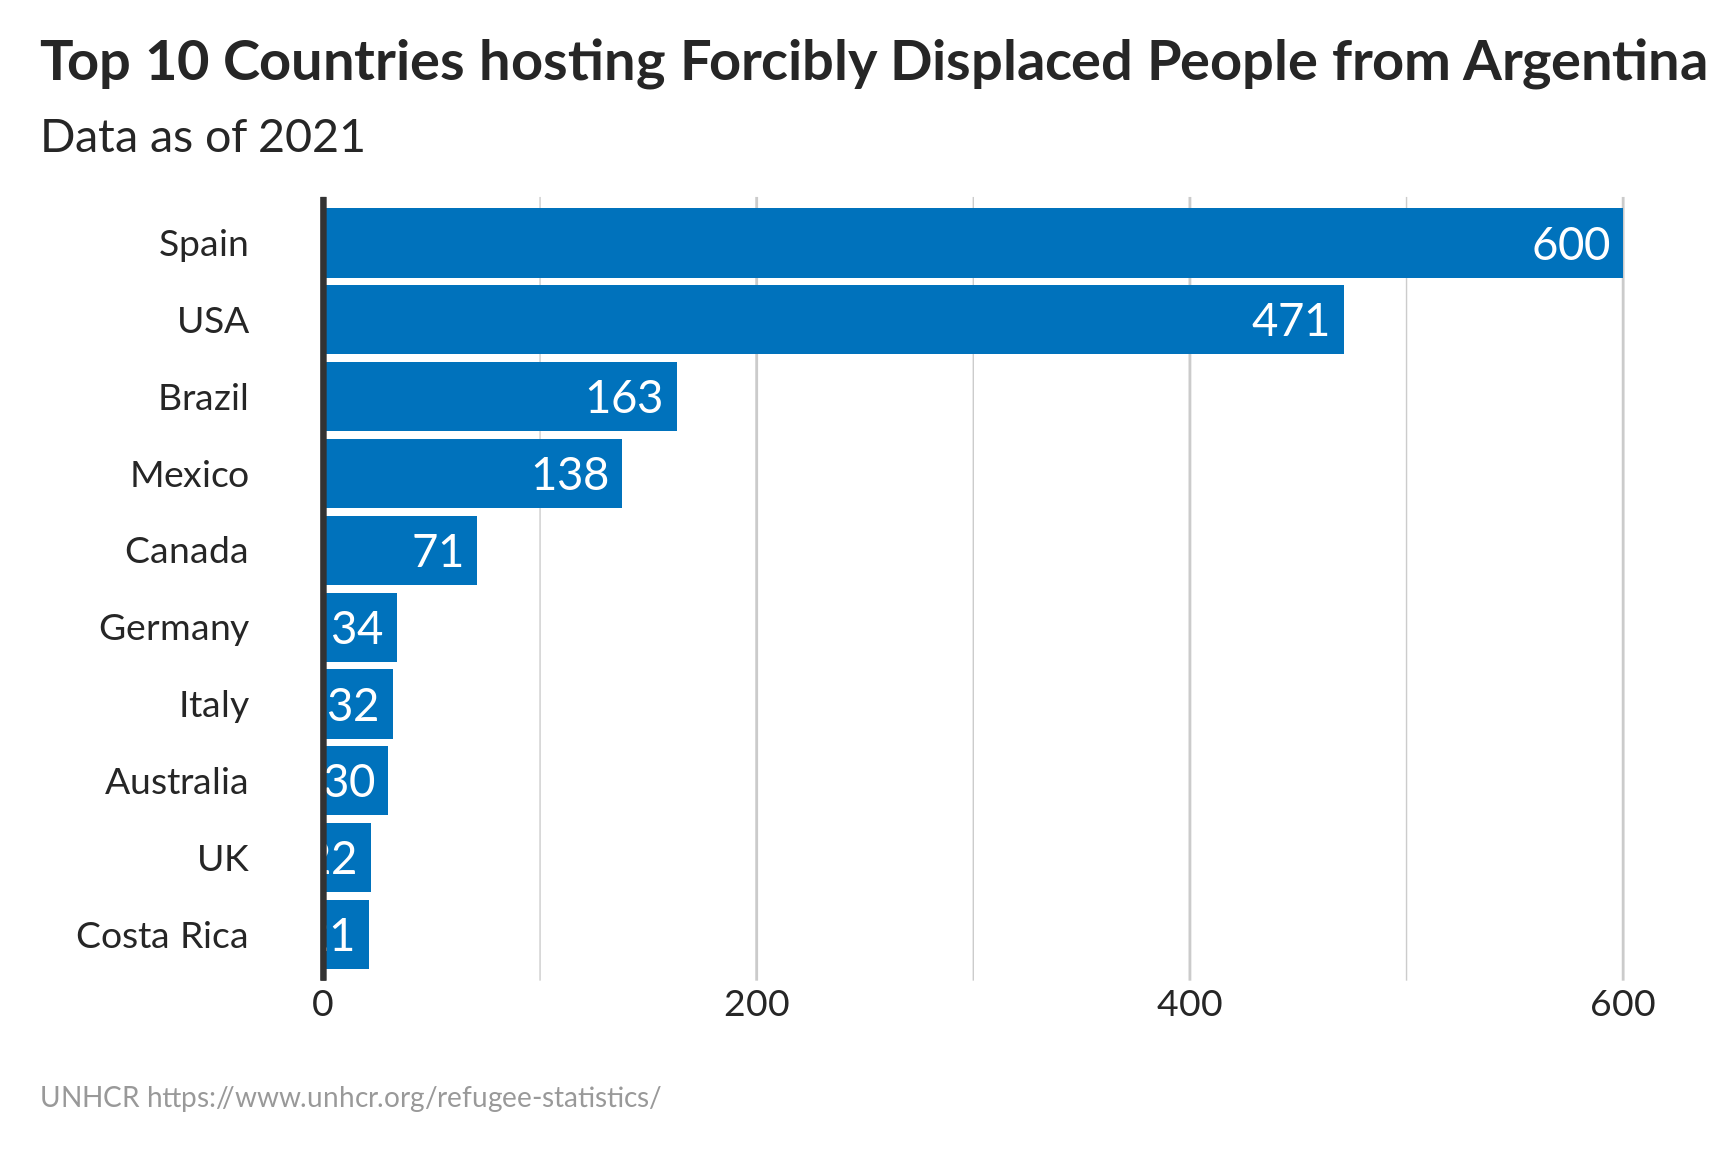 Top 10 Countries hosting Forcibly Displaced People from Argentina
Data as of 2021
Spain 600
USA 471
Brazil 163
Mexico 138
Canada 71
Germany 34
Italy 32
Australia 30
UK
Costa Rica
0 200 400 600
UNHCR https://www.unhcr.org/refugee-statistics/